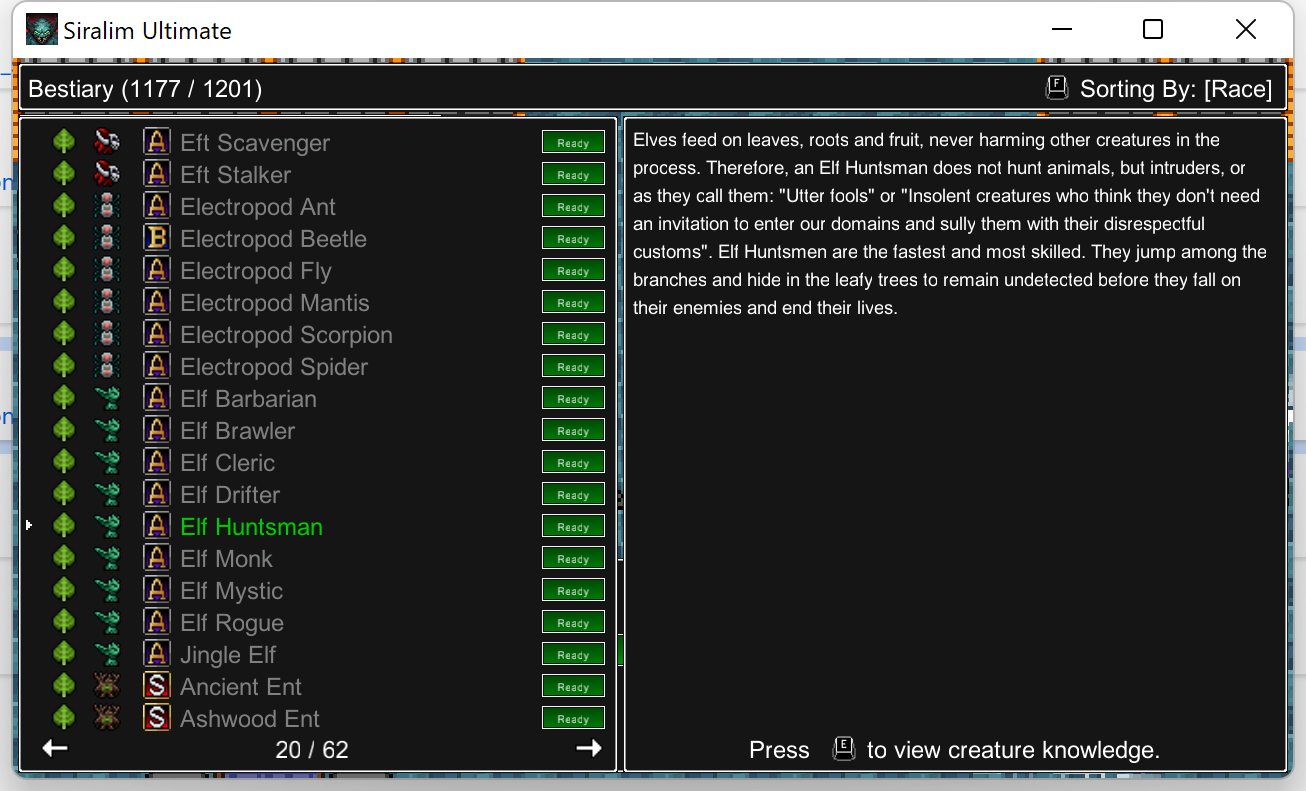 Siralim Ultimate
Bestiary (1177 / 1201)
F Sorting By: [Race]
A Eft Scavenger Ready
A Eft Stalker Ready
A Electropod Ant Ready
B Electropod Beetle Ready
A Electropod Fly Ready
A Electropod Mantis Ready
A Electropod Scorpion Ready
A Electropod Spider Ready
A Elf Barbarian Ready
A Elf Brawler Ready
A Elf Cleric Ready
A Elf Drifter Ready
A Elf Huntsman Ready
A Elf Monk Ready
A Elf Mystic Ready
A Elf Rogue Ready
A Jingle Elf Ready
S Ancient Ent Ready
S Ashwood Ent Ready
20 / 62
Elves feed on leaves, roots and fruit, never harming other creatures in the
process. Therefore, an Elf Huntsman does not hunt animals, but intruders, or
as they call them: "Utter fools" or "Insolent creatures who think they don't need
an invitation to enter our domains and sully them with their disrespectful
customs". Elf Huntsmen are the fastest and most skilled. They jump among the
branches and hide in the leafy trees to remain undetected before they fall on
their enemies and end their lives.
Press E to view creature knowledge.